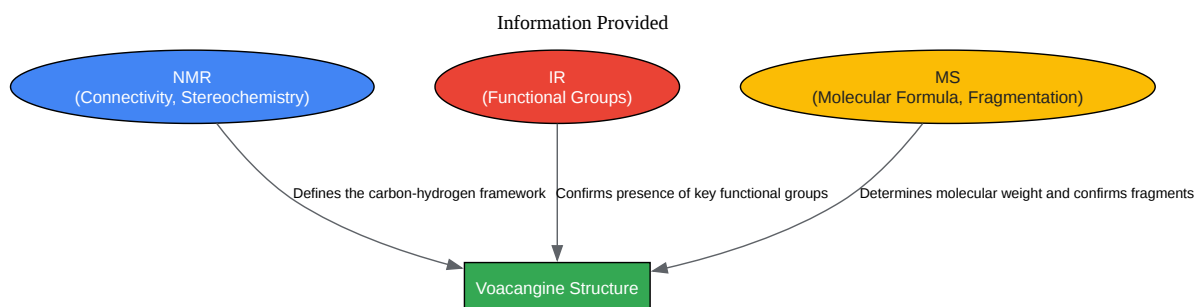 Information Provided
NMR
(Connectivity, Stereochemistry)
IR
(Functional Groups)
MS
(Molecular Formula, Fragmentation)
Defines the carbon-hydrogen framework
Confirms presence of key functional groups
Determines molecular weight and confirms fragments
Voacangine Structure